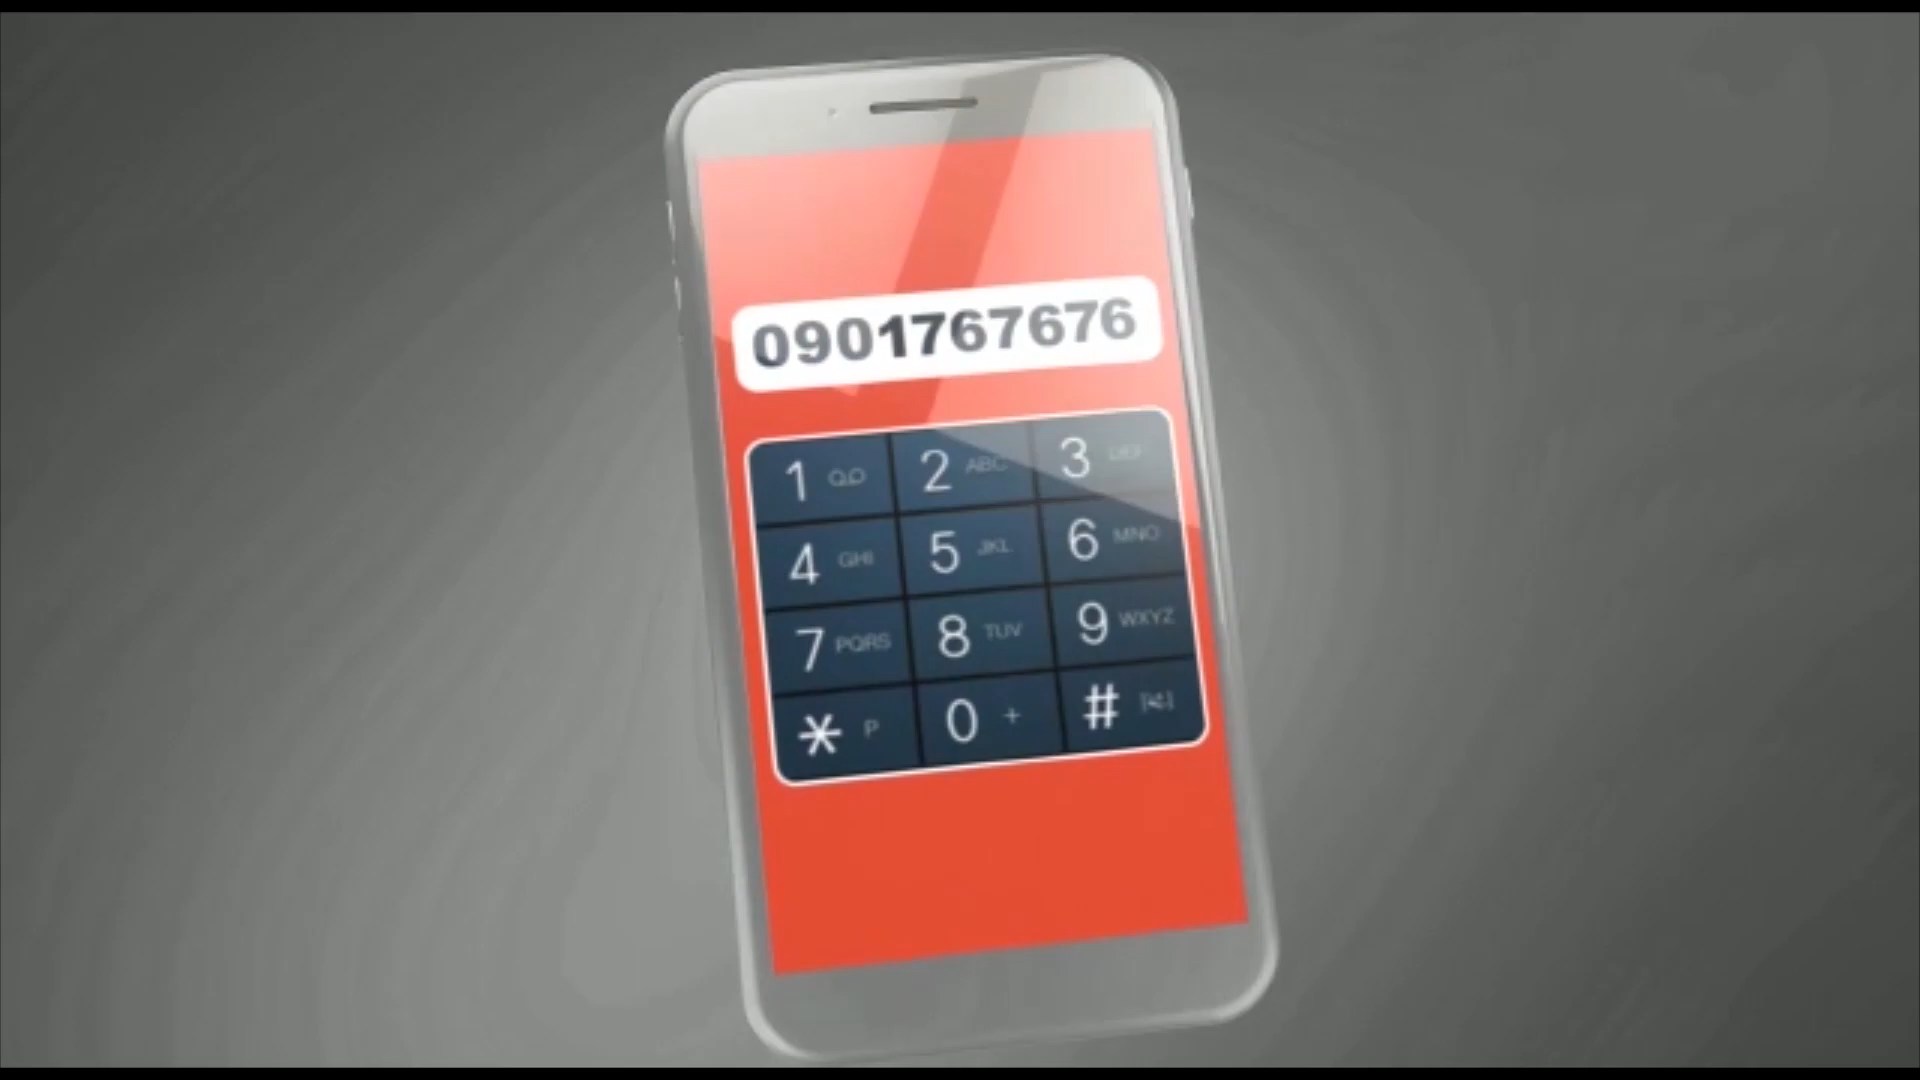 0901767676
1 2 ABC 3 DEF
4 GHI 5 JKL 6 MNO
7 PQRS 8 TUV 9 WXYZ
* P 0 + #